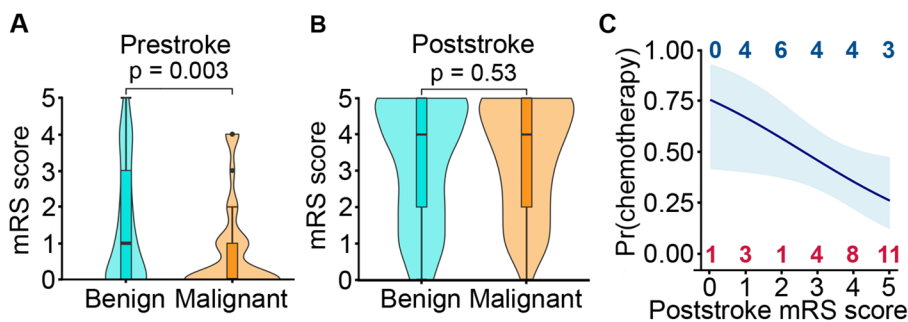 A
Prestroke
p = 0.003
mRS score
5
4
3
2
1
0
Benign Malignant
B
Poststroke
p = 0.53
mRS score
5
4
3
2
1
0
Benign Malignant
C
Pr(chemotherapy)
1.00
0.75
0.50
0.25
0.00
0 4 6 4 4 3
1 3 1 4 8 11
0 1 2 3 4 5
Poststroke mRS score